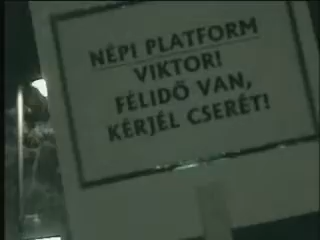 NÉPI PLATFORM
VIKTOR!
FÉLIDŐ VAN,
KÉRJÉL CSERÉT!